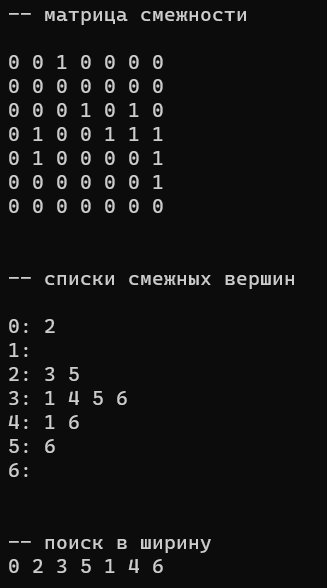 -- матрица смежности
0 0 1 0 0 0 0
0 0 0 0 0 0 0
0 0 0 1 0 1 0
0 1 0 0 1 1 1
0 1 0 0 0 0 1
0 0 0 0 0 0 1
0 0 0 0 0 0 0
-- списки смежных вершин
0: 2
1:
2: 3 5
3: 1 4 5 6
4: 1 6
5: 6
6:
-- поиск в ширину
0 2 3 5 1 4 6